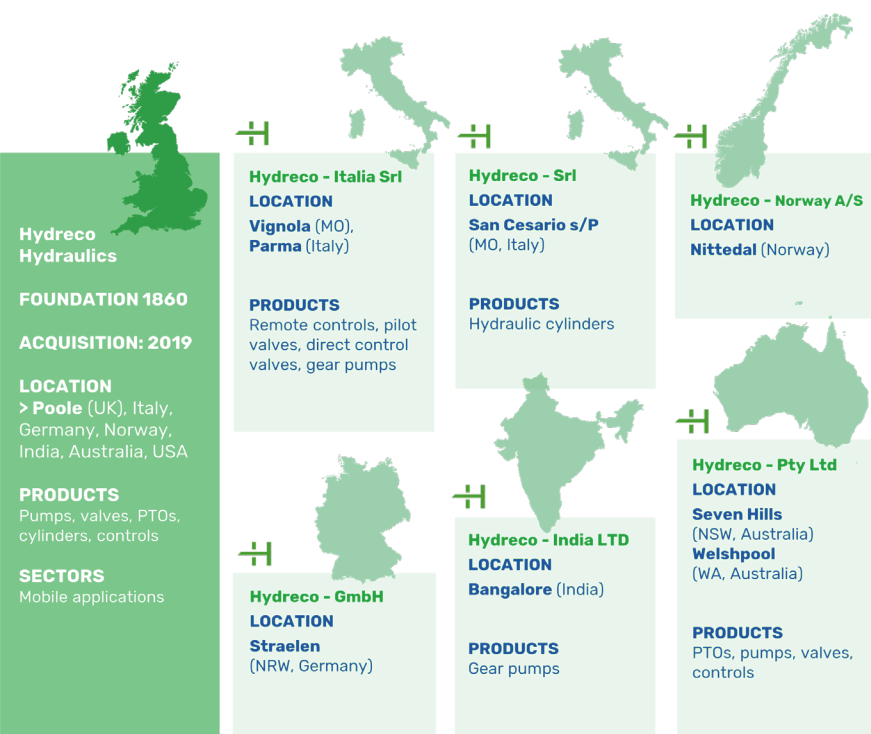 Hydreco
Hydraulics
FOUNDATION 1860
ACQUISITION: 2019
LOCATION
> Poole (UK), Italy,
Germany, Norway,
India, Australia, USA
PRODUCTS
Pumps, valves, PTOs,
cylinders, controls
SECTORS
Mobile applications
Hydreco - Italia Srl
LOCATION
Vignola (MO),
Parma (Italy)
PRODUCTS
Remote controls, pilot
valves, direct control
valves, gear pumps
Hydreco - Srl
LOCATION
San Cesario s/P
(MO, Italy)
PRODUCTS
Hydraulic cylinders
Hydreco - Norway A/S
LOCATION
Nittedal (Norway)
Hydreco - GmbH
LOCATION
Straelen
(NRW, Germany)
Hydreco - India LTD
LOCATION
Bangalore (India)
PRODUCTS
Gear pumps
Hydreco - Pty Ltd
LOCATION
Seven Hills
(NSW, Australia)
Welshpool
(WA, Australia)
PRODUCTS
PTOs, pumps, valves,
controls